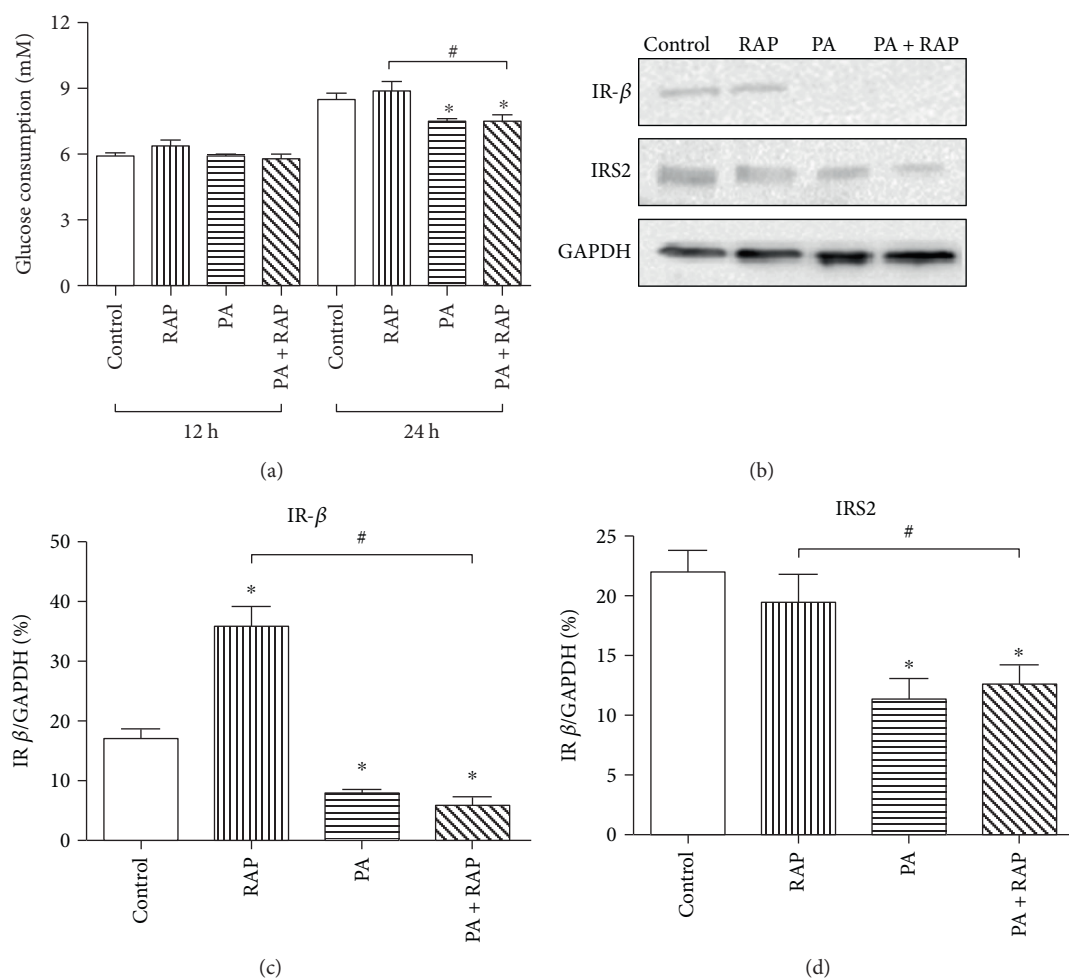 12
9
6
3
0
Glucose consumption (mM)
#
*
*
Control
RAP
PA
PA + RAP
Control
RAP
PA
PA + RAP
12 h
24 h
(a)
Control
RAP
PA
PA + RAP
IR-β
IRS2
GAPDH
(b)
IR-β
50
40
30
20
10
0
IR β/GAPDH (%)
#
*
*
*
Control
RAP
PA
PA + RAP
(c)
IRS2
25
20
15
10
5
0
IR β/GAPDH (%)
#
*
*
Control
RAP
PA
PA + RAP
(d)